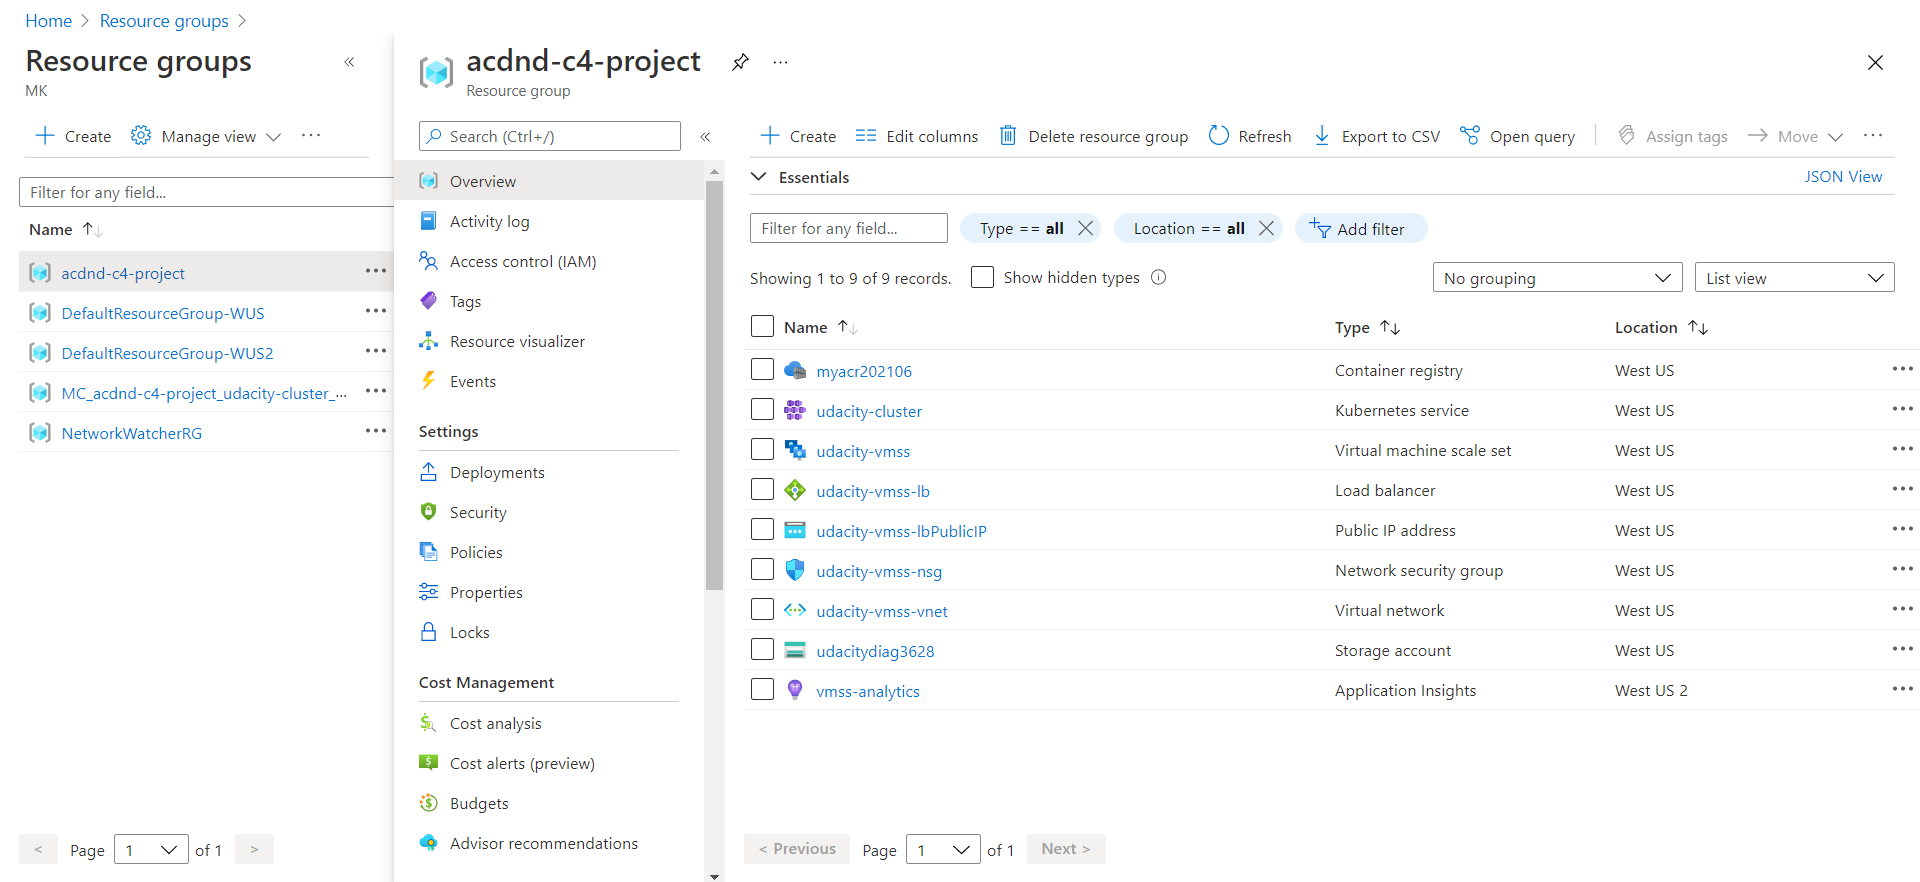 Home > Resource groups >
Resource groups «
MK
+ Create Manage view ···
Filter for any field...
Name ↑↓
acdnd-c4-project ···
DefaultResourceGroup-WUS ···
DefaultResourceGroup-WUS2 ···
MC_acdnd-c4-project_udacity-cluster_... ···
NetworkWatcherRG ···
< Page 1 of 1 >
acdnd-c4-project ···
Resource group
Search (Ctrl+/) «
Overview
Activity log
Access control (IAM)
Tags
Resource visualizer
Events
Settings
Deployments
Security
Policies
Properties
Locks
Cost Management
Cost analysis
Cost alerts (preview)
Budgets
Advisor recommendations
+ Create Edit columns Delete resource group Refresh Export to CSV Open query Assign tags Move ···
Essentials JSON View
Filter for any field... Type == all Location == all Add filter
Showing 1 to 9 of 9 records. Show hidden types No grouping List view
Name ↑↓ Type ↑↓ Location ↑↓
myacr202106 Container registry West US ···
udacity-cluster Kubernetes service West US ···
udacity-vmss Virtual machine scale set West US ···
udacity-vmss-lb Load balancer West US ···
udacity-vmss-lbPublicIP Public IP address West US ···
udacity-vmss-nsg Network security group West US ···
udacity-vmss-vnet Virtual network West US ···
udacitydiag3628 Storage account West US ···
vmss-analytics Application Insights West US 2 ···
< Previous Page 1 of 1 Next >